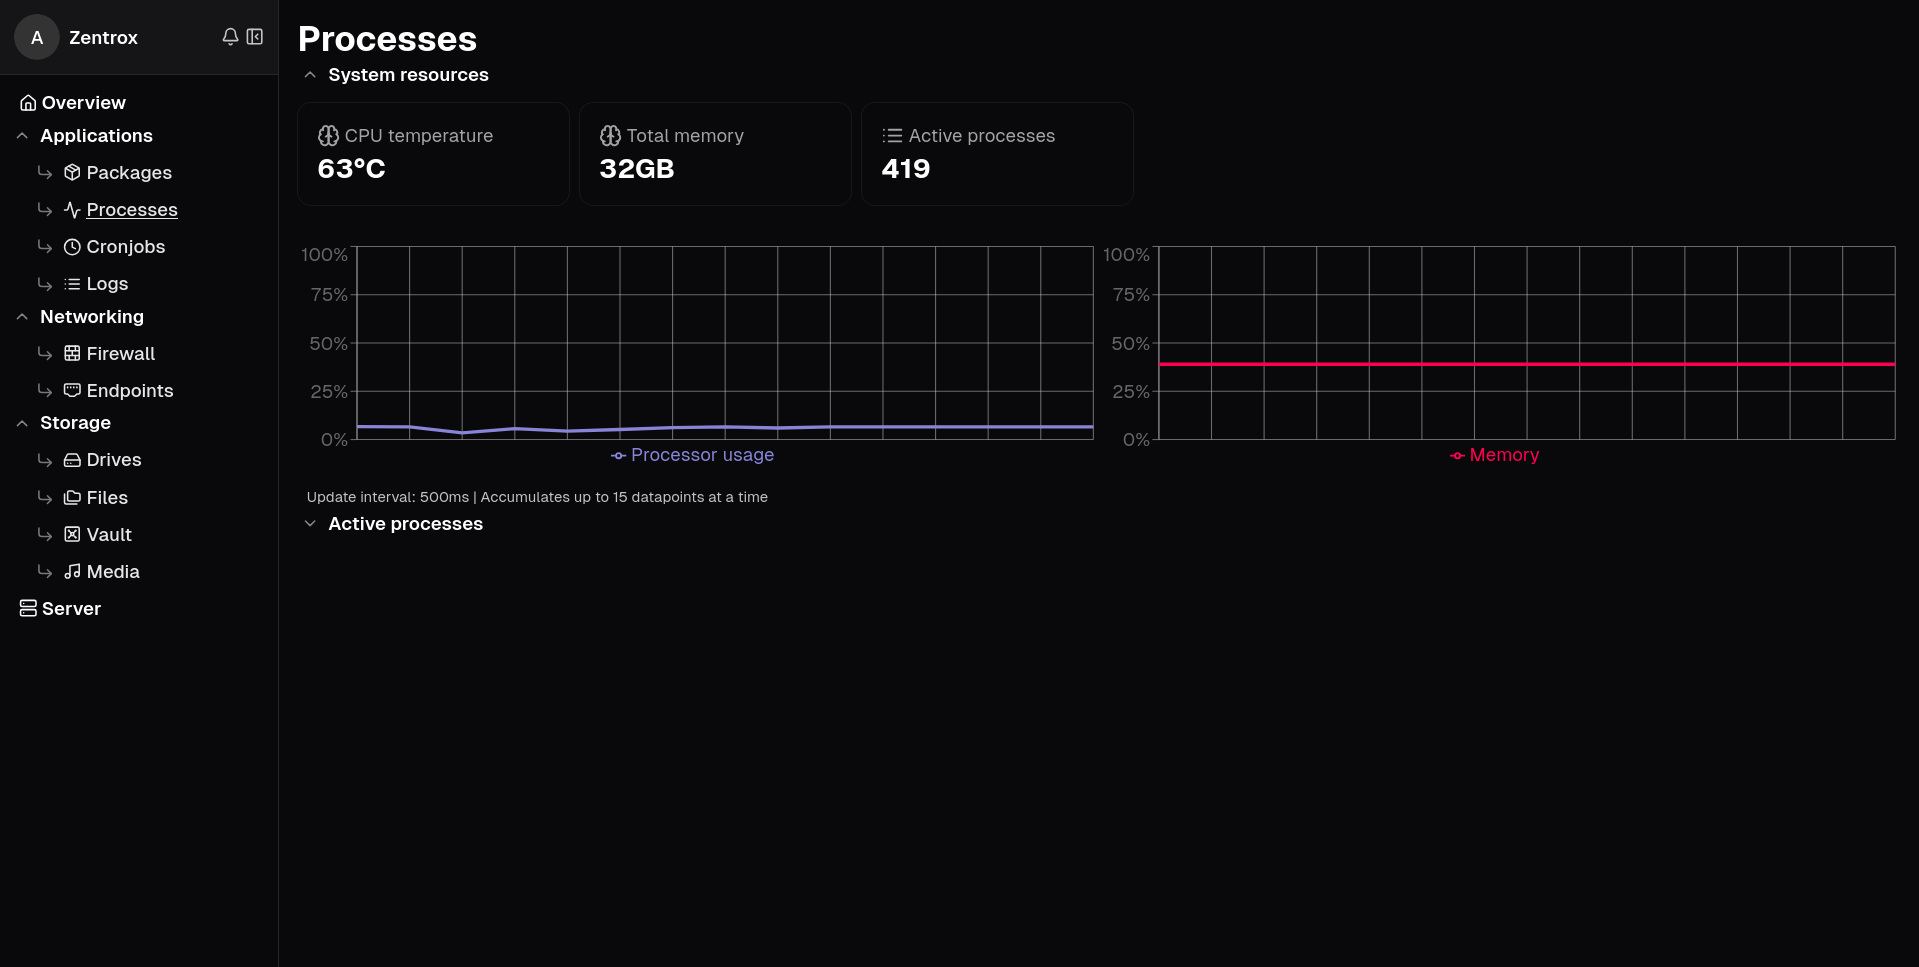 A
Zentrox
Overview
Applications
Packages
Processes
Cronjobs
Logs
Networking
Firewall
Endpoints
Storage
Drives
Files
Vault
Media
Server
Processes
System resources
CPU temperature
63°C
Total memory
32GB
Active processes
419
100%
75%
50%
25%
0%
Processor usage
100%
75%
50%
25%
0%
Memory
Update interval: 500ms | Accumulates up to 15 datapoints at a time
Active processes